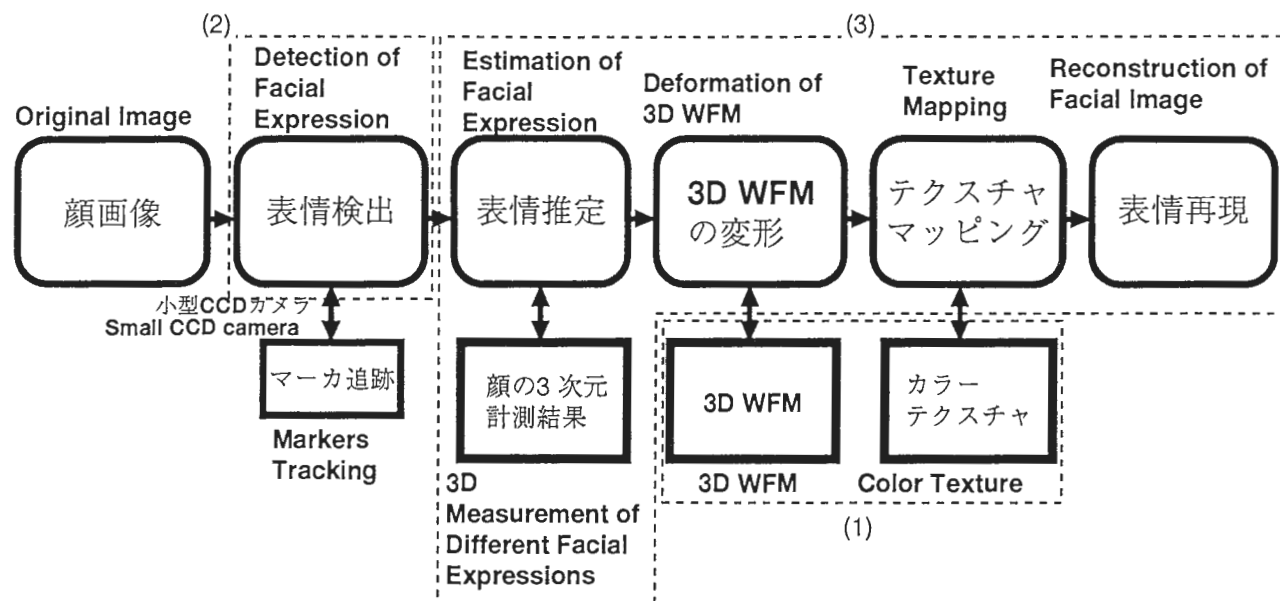 (2)
(3)
Original Image
Detection of
Facial
Expression
Estimation of
Facial
Expression
Deformation of
3D WFM
Texture
Mapping
Reconstruction of
Facial Image
顔画像
表情検出
表情推定
3D WFM
の変形
テクスチャ
マッピング
表情再現
小型CCDカメラ
Small CCD camera
マーカ追跡
Markers
Tracking
顔の3次元
計測結果
3D
Measurement of
Different Facial
Expressions
3D WFM
3D WFM
カラー
テクスチャ
Color Texture
(1)